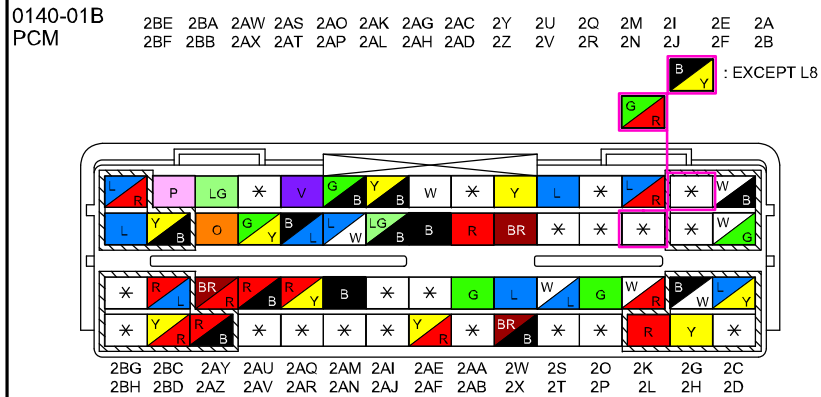 0140-01B
PCM
2BE 2BA 2AW 2AS 2AO 2AK 2AG 2AC 2Y 2U 2Q 2M 2I 2E 2A
2BF 2BB 2AX 2AT 2AP 2AL 2AH 2AD 2Z 2V 2R 2N 2J 2F 2B
B Y : EXCEPT L8
G R
L R P LG * V G B Y B W * Y L * L R * W B
L Y B O G Y B L L W LG B B R BR * * * * W G
* R L BR R R B R Y B * * G L W L G W R B W L Y
* Y R R B * * * * Y R * BR B * * R Y *
2BG 2BC 2AY 2AU 2AQ 2AM 2AI 2AE 2AA 2W 2S 2O 2K 2G 2C
2BH 2BD 2AZ 2AV 2AR 2AN 2AJ 2AF 2AB 2X 2T 2P 2L 2H 2D